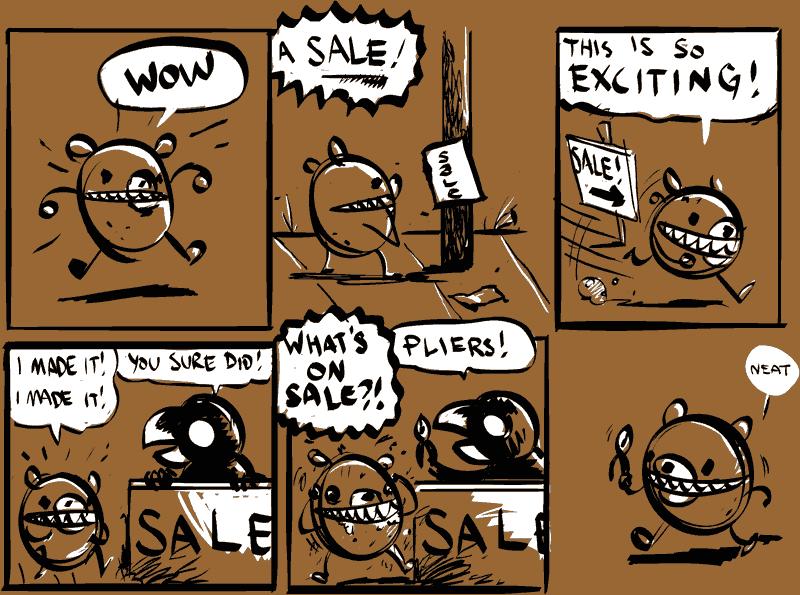 WOW
A SALE!
SALE
THIS IS SO
EXCITING!
SALE!
I MADE IT!
I MADE IT!
YOU SURE DID!
SALE
WHAT'S
ON
SALE?!
PLIERS!
SALE
NEAT